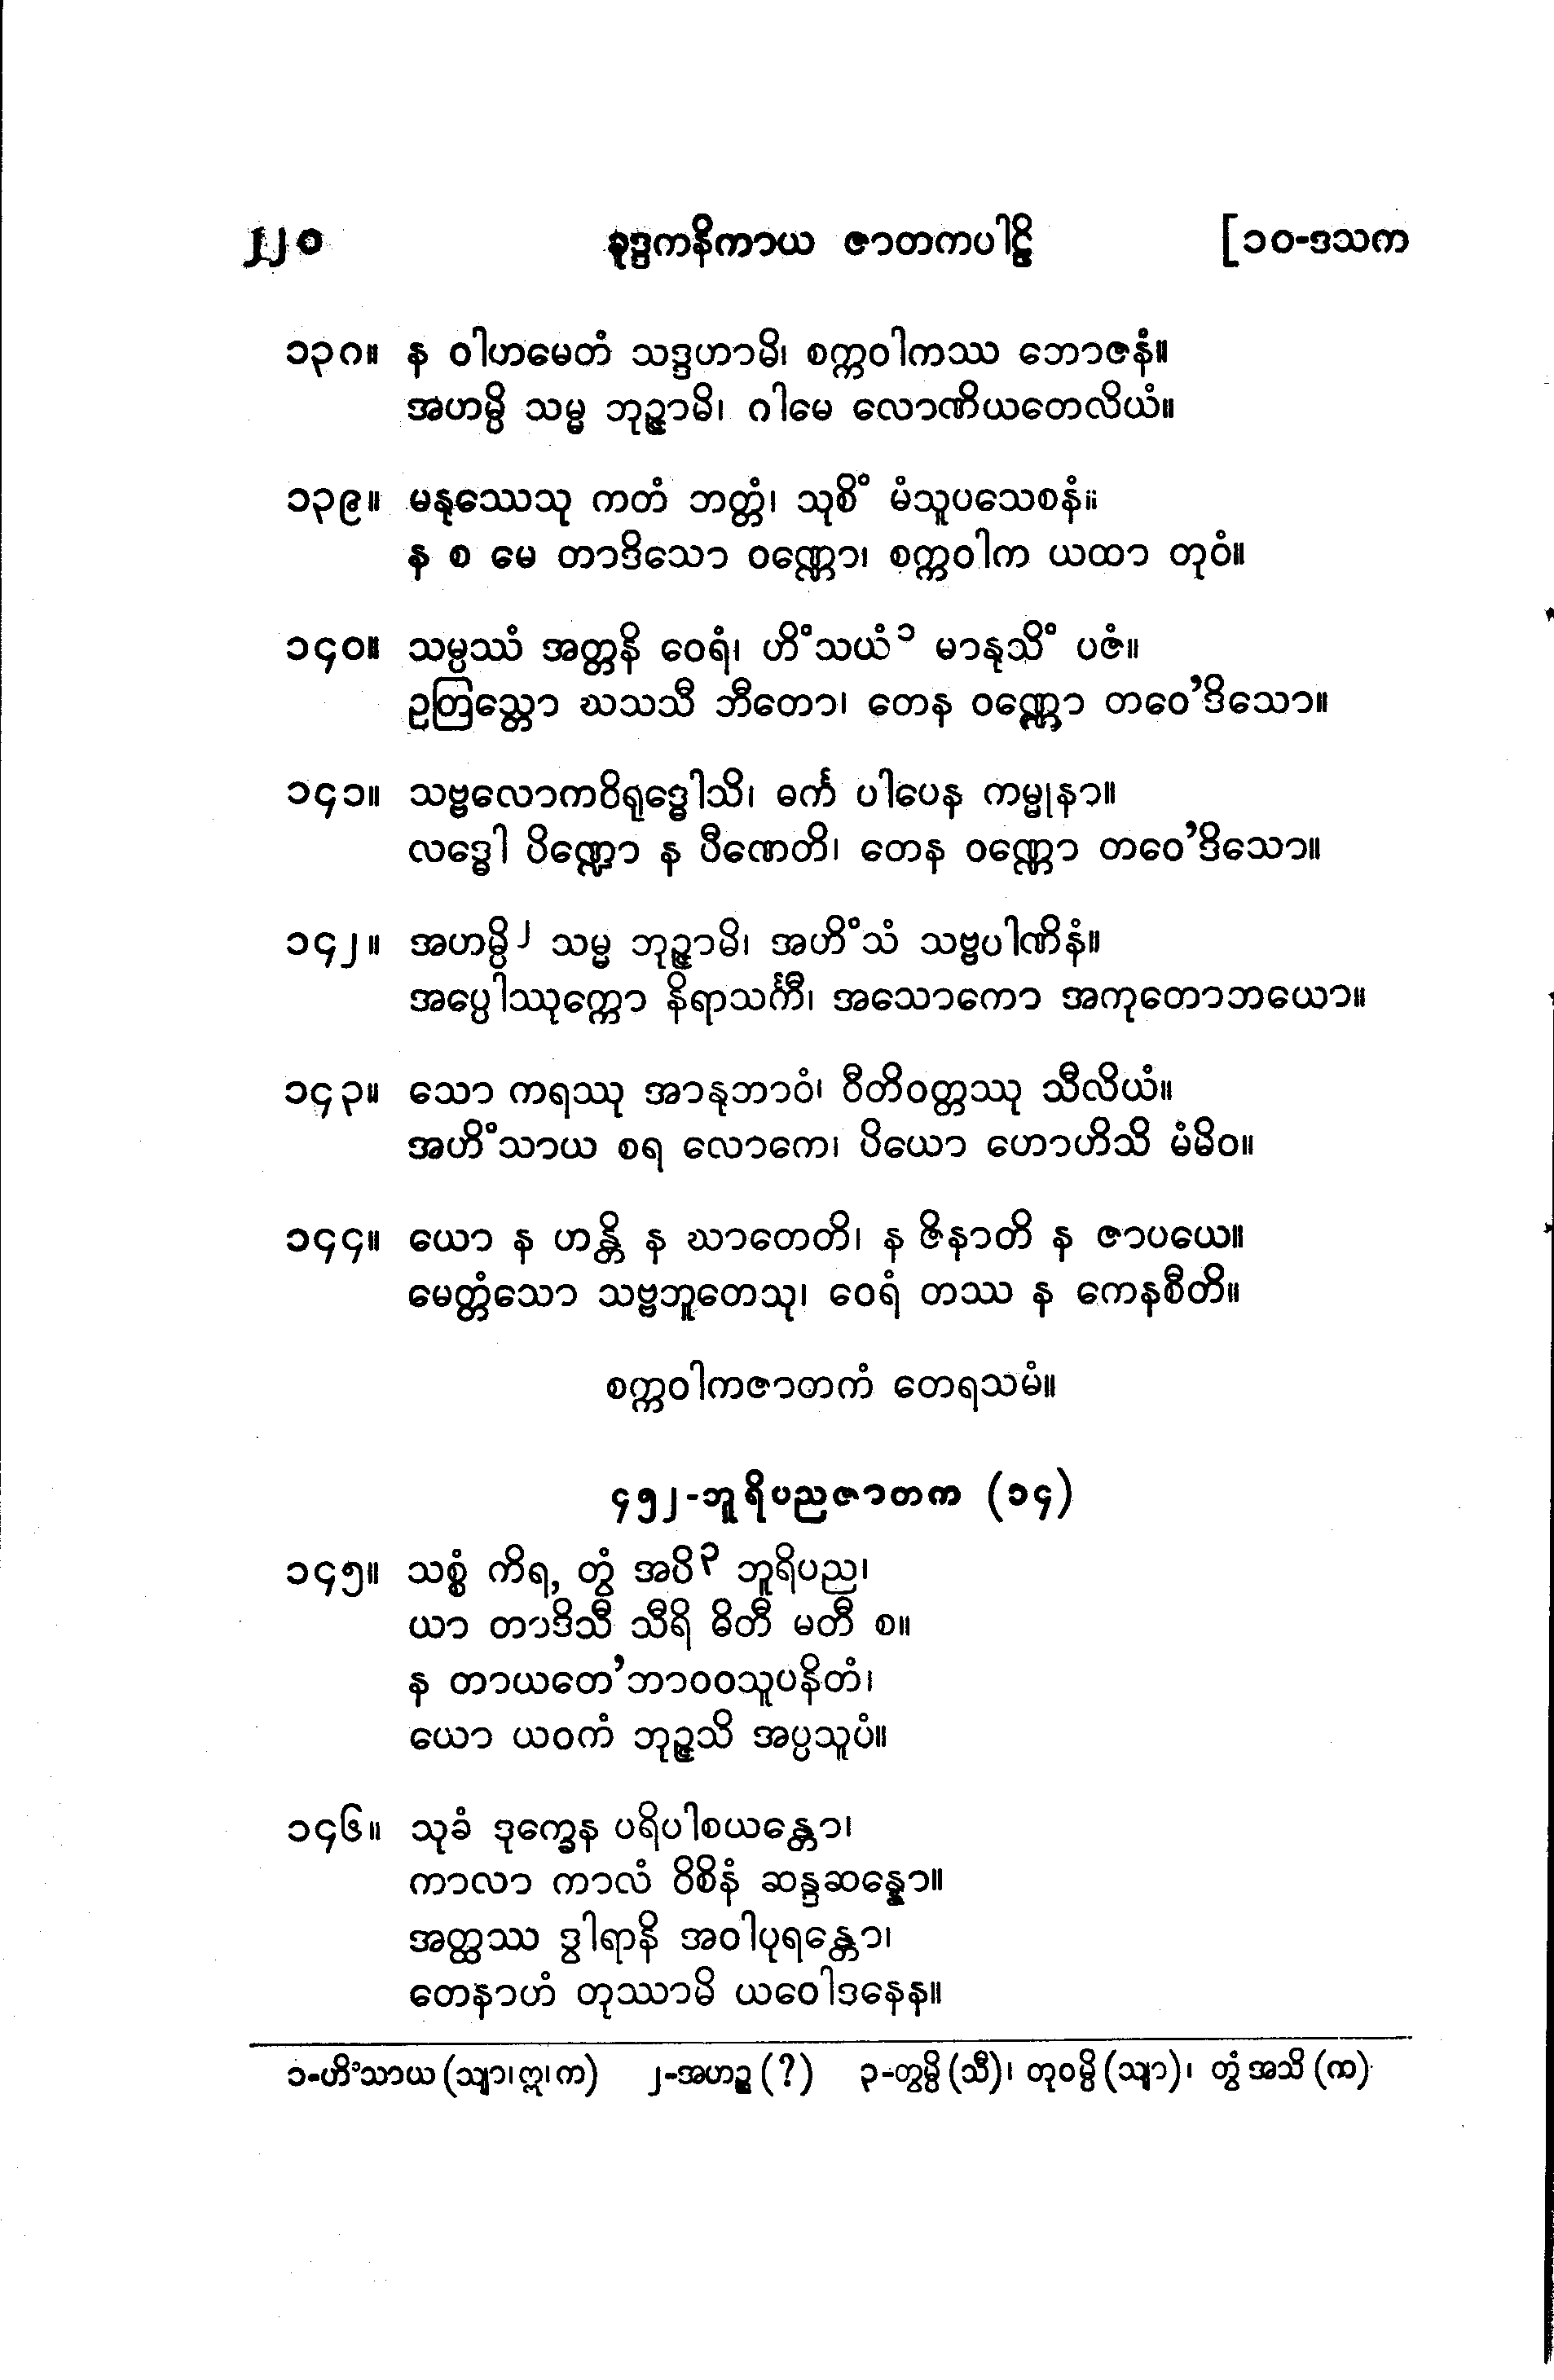 ၂၂၀ ခုဒ္ဒကနိကာယ ဇာတကပါဠိ [၁၀-ဒသက
၁၃၈။ န ဝါဟမေတံ သဒ္ဒဟာမိ၊ စက္ကဝါကဿ ဘောဇနံ။
အဟမ္ပိ သမ္မ ဘုဉ္ဇာမိ၊ ဂါမေ လောဏိယတေလိယံ။
၁၃၉။ မနုဿေသု ကတံ ဘတ္တံ၊ သုစိံ မံသူပသေစနံ။
န စ မေ တာဒိသော ဝဏ္ဏော၊ စက္ကဝါက ယထာ တုဝံ။
၁၄၀။ သမ္ပဿံ အတ္တနိ ဝေရံ၊ ဟိံသယံ၁ မာနုသိံ ပဇံ။
ဥတြသ္တော ဃသသီ ဘီတော၊ တေန ဝဏ္ဏော တဝေ’ဒိသော။
၁၄၁။ သဗ္ဗလောကဝိရုဒ္ဓေါသိ၊ ဓင်္က ပါပေန ကမ္မုနာ။
လဒ္ဓေါ ပိဏ္ဍော န ပီဏေတိ၊ တေန ဝဏ္ဏော တဝေ’ဒိသော။
၁၄၂။ အဟမ္ပိ၂ သမ္မ ဘုဉ္ဇာမိ၊ အဟိံသံ သဗ္ဗပါဏိနံ။
အပ္ပေါဿုက္ကော နိရာသင်္ကီ၊ အသောကော အကုတောဘယော။
၁၄၃။ သော ကရဿု အာနုဘာဝံ၊ ဝီတိဝတ္တဿု သီလိယံ။
အဟိံသာယ စရ လောကေ၊ ပိယော ဟောဟိသိ မံမိဝ။
၁၄၄။ ယော န ဟန္တိ န ဃာတေတိ၊ န ဇိနာတိ န ဇာပယေ။
မေတ္တံသော သဗ္ဗဘူတေသု၊ ဝေရံ တဿ န ကေနစီတိ။
စက္ကဝါကဇာတကံ တေရသမံ။
၄၅၂-ဘူရိပညဇာတက (၁၄)
၁၄၅။ သစ္စံ ကိရ, တွံ အပိ၃ ဘူရိပည၊
ယာ တာဒိသီ သီရိ ဓိတီ မတီ စ။
န တာယတေ’ဘာဝဝသူပနိတံ၊
ယော ယဝကံ ဘုဉ္ဇသိ အပ္ပသူပံ။
၁၄၆။ သုခံ ဒုက္ခေန ပရိပါစယန္တော၊
ကာလာ ကာလံ ဝိစိနံ ဆန္ဒဆန္နော။
အတ္ထဿ ဒွါရာနိ အဝါပုရန္တော၊
တေနာဟံ တုဿာမိ ယဝေါဒနေန။
၁-ဟိံသာယ (သျာ၊ ဣ၊ က) ၂-အဟဉ္စ (?) ၃-တွမ္ပိ (သီ)၊ တုဝမ္ပိ (သျာ)၊ တွံ အသိ (က)